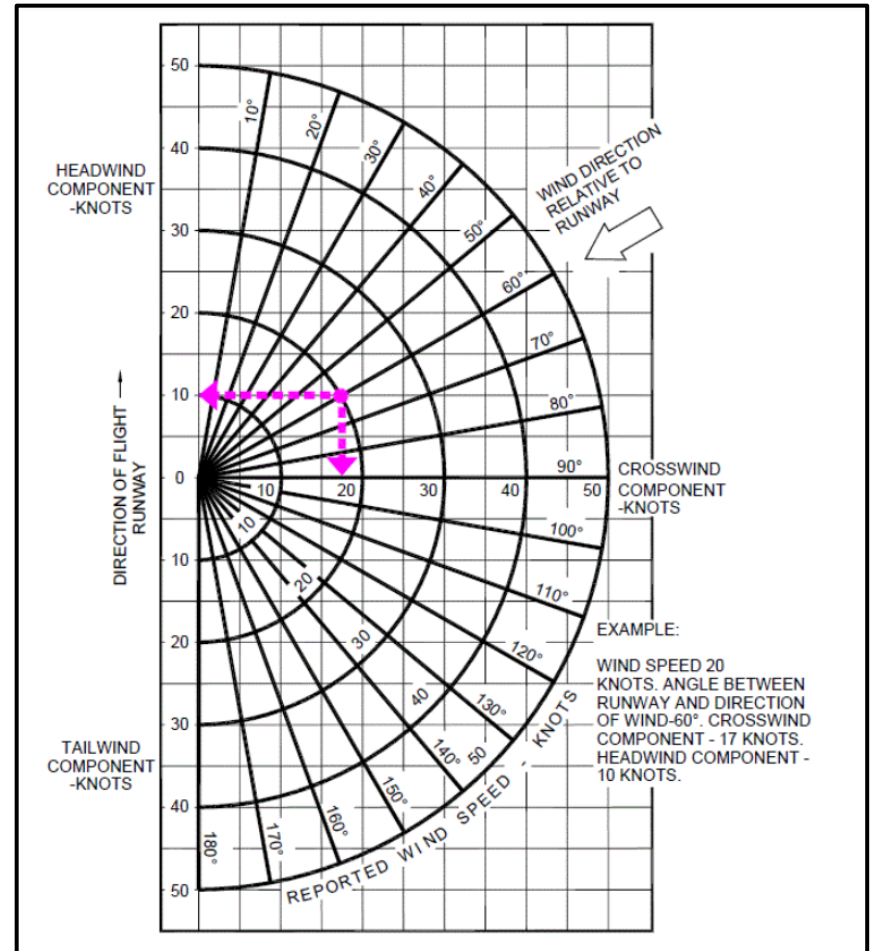 50
40
30
20
10
0
10
20
30
40
50
HEADWIND
COMPONENT
-KNOTS
DIRECTION OF FLIGHT →
RUNWAY
TAILWIND
COMPONENT
-KNOTS
10°
20°
30°
40°
50°
60°
70°
80°
90°
100°
110°
120°
130°
140°
150°
160°
170°
180°
WIND DIRECTION
RELATIVE TO
RUNWAY
10 20 30 40 50
CROSSWIND
COMPONENT
-KNOTS
10
20
30
40
50
REPORTED WIND SPEED - KNOTS
EXAMPLE:
WIND SPEED 20
KNOTS. ANGLE BETWEEN
RUNWAY AND DIRECTION
OF WIND-60°. CROSSWIND
COMPONENT - 17 KNOTS.
HEADWIND COMPONENT -
10 KNOTS.